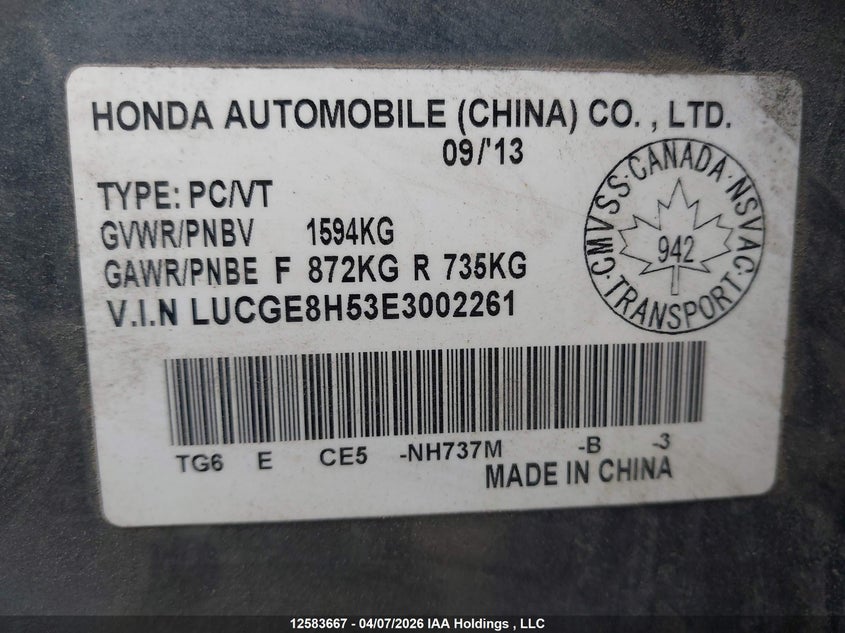 HONDA AUTOMOBILE (CHINA) CO., LTD.
09/'13
TYPE: PC/VT
GVWR/PNBV 1594KG
GAWR/PNBE F 872KG R 735KG
V.I.N LUCGE8H53E3002261
CMVSS · CANADA · NSVAC · TRANSPORT ·
942
TG6 E CE5 -NH737M -B -3
MADE IN CHINA
12583667 - 04/07/2026 IAA Holdings , LLC